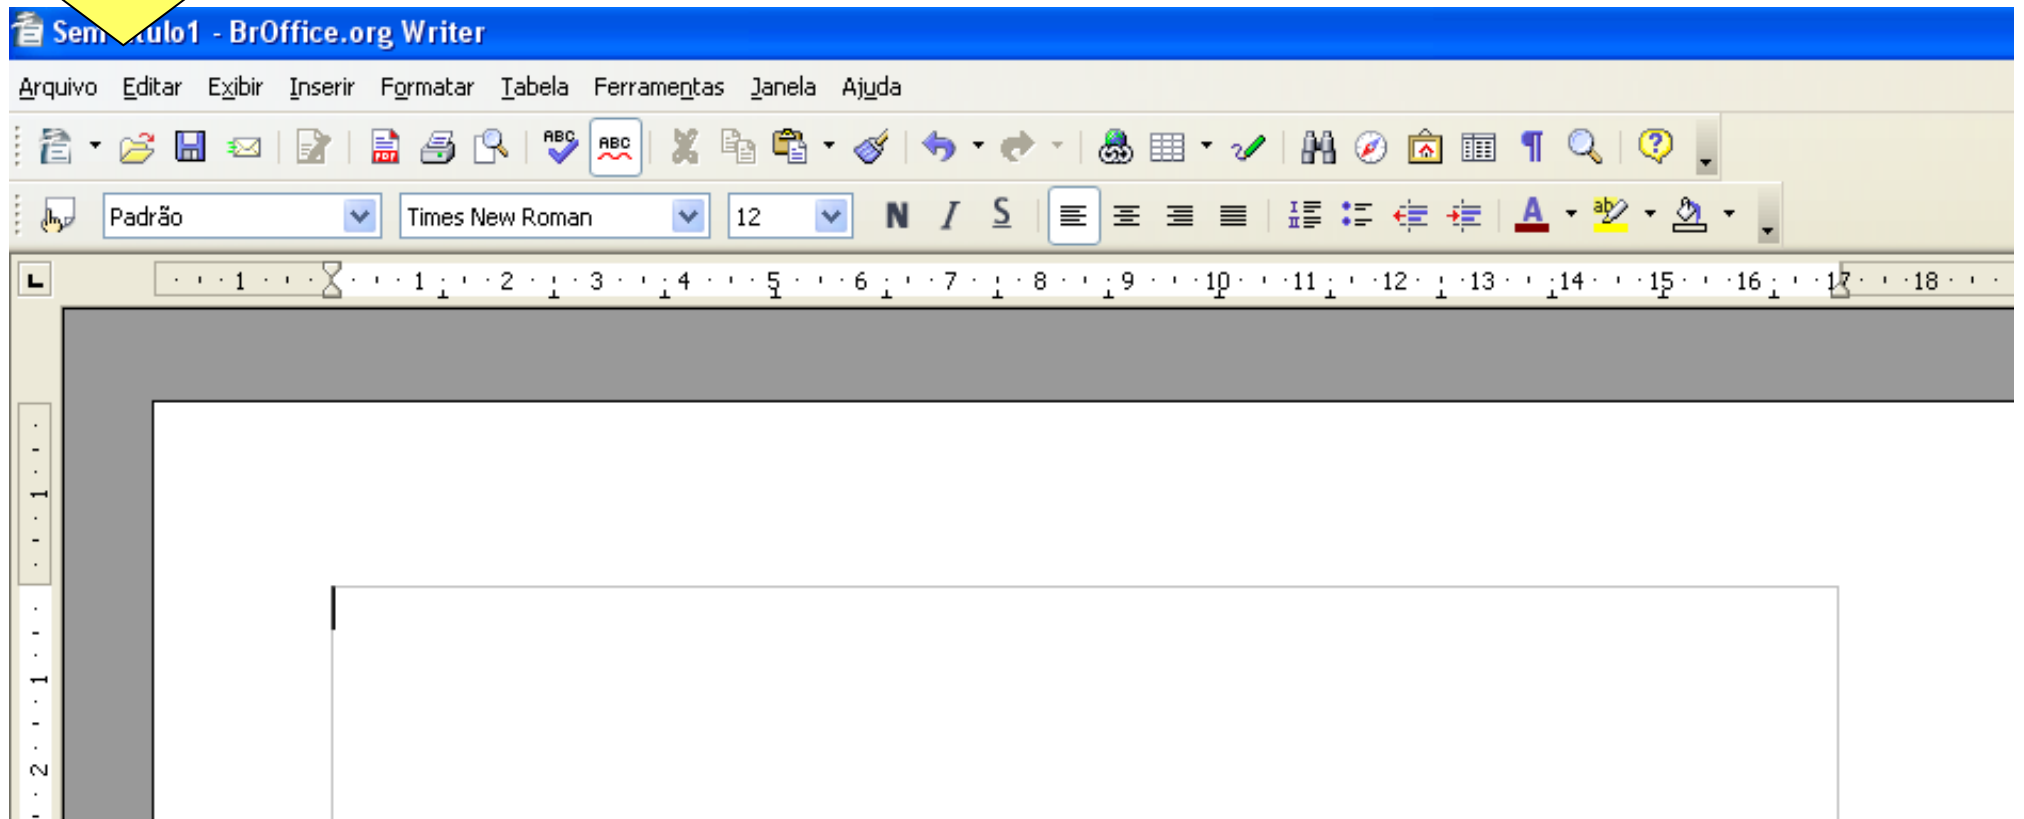 Sem tulo1 - BrOffice.org Writer
Arquivo Editar Exibir Inserir Formatar Tabela Ferramentas Janela Ajuda
PDF ABC ABC
Padrão Times New Roman 12 N I S A ab
1 1 2 3 4 5 6 7 8 9 10 11 12 13 14 15 16 17 18
1
1
2